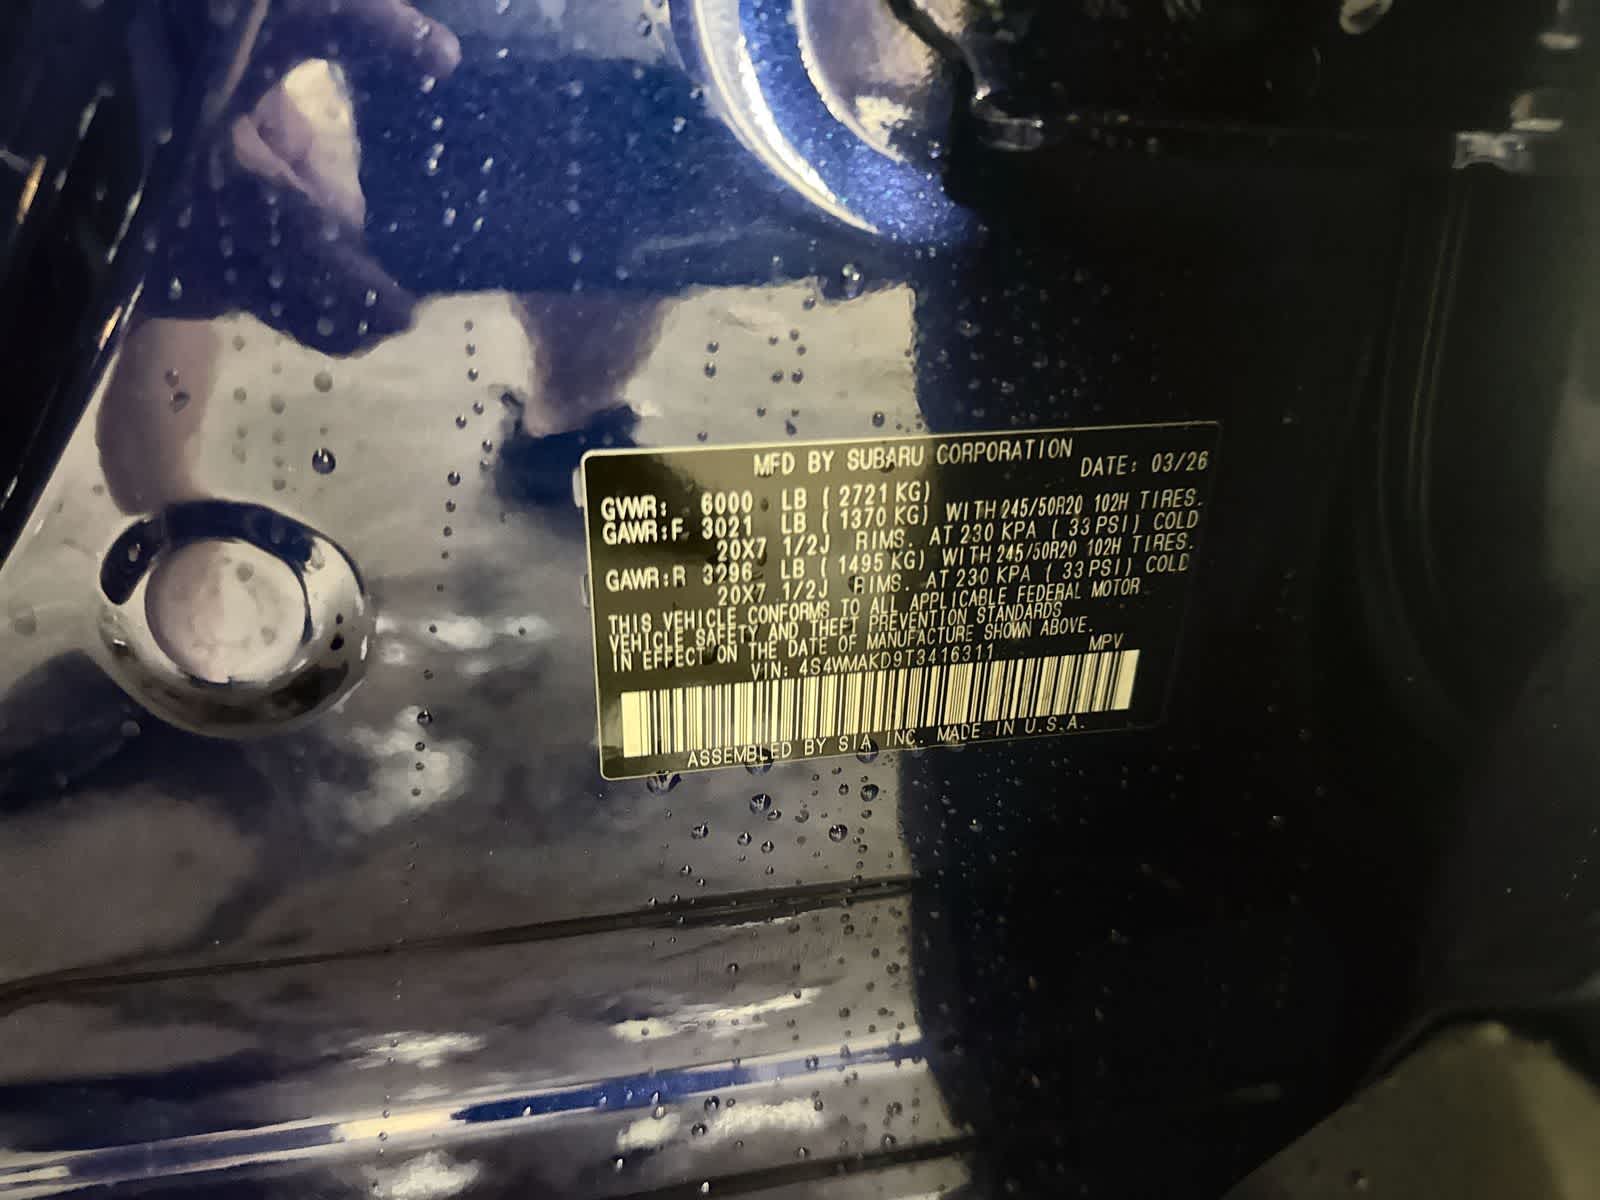 MFD BY SUBARU CORPORATION
DATE: 03/26
GVWR: 6000 LB ( 2721 KG)
GAWR:F 3021 LB ( 1370 KG) WITH 245/50R20 102H TIRES.
20X7 1/2J RIMS. AT 230 KPA ( 33 PSI) COLD
GAWR:R 3296 LB ( 1495 KG) WITH 245/50R20 102H TIRES.
20X7 1/2J RIMS. AT 230 KPA ( 33 PSI) COLD
THIS VEHICLE CONFORMS TO ALL APPLICABLE FEDERAL MOTOR
VEHICLE SAFETY AND THEFT PREVENTION STANDARDS
IN EFFECT ON THE DATE OF MANUFACTURE SHOWN ABOVE.
VIN: 4S4WMAKD9T3416311 MPV
ASSEMBLED BY SIA, INC. MADE IN U.S.A.